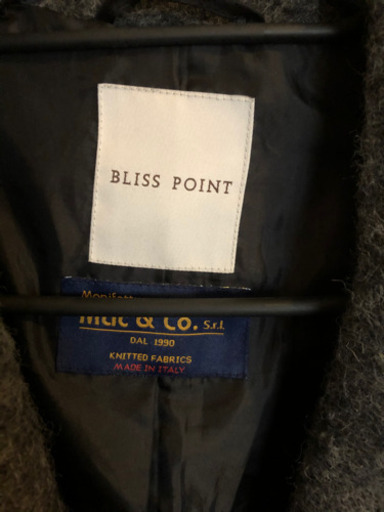 BLISS POINT
& Co. S.r.l.
DAL 1990
KNITTED FABRICS
MADE IN ITALY